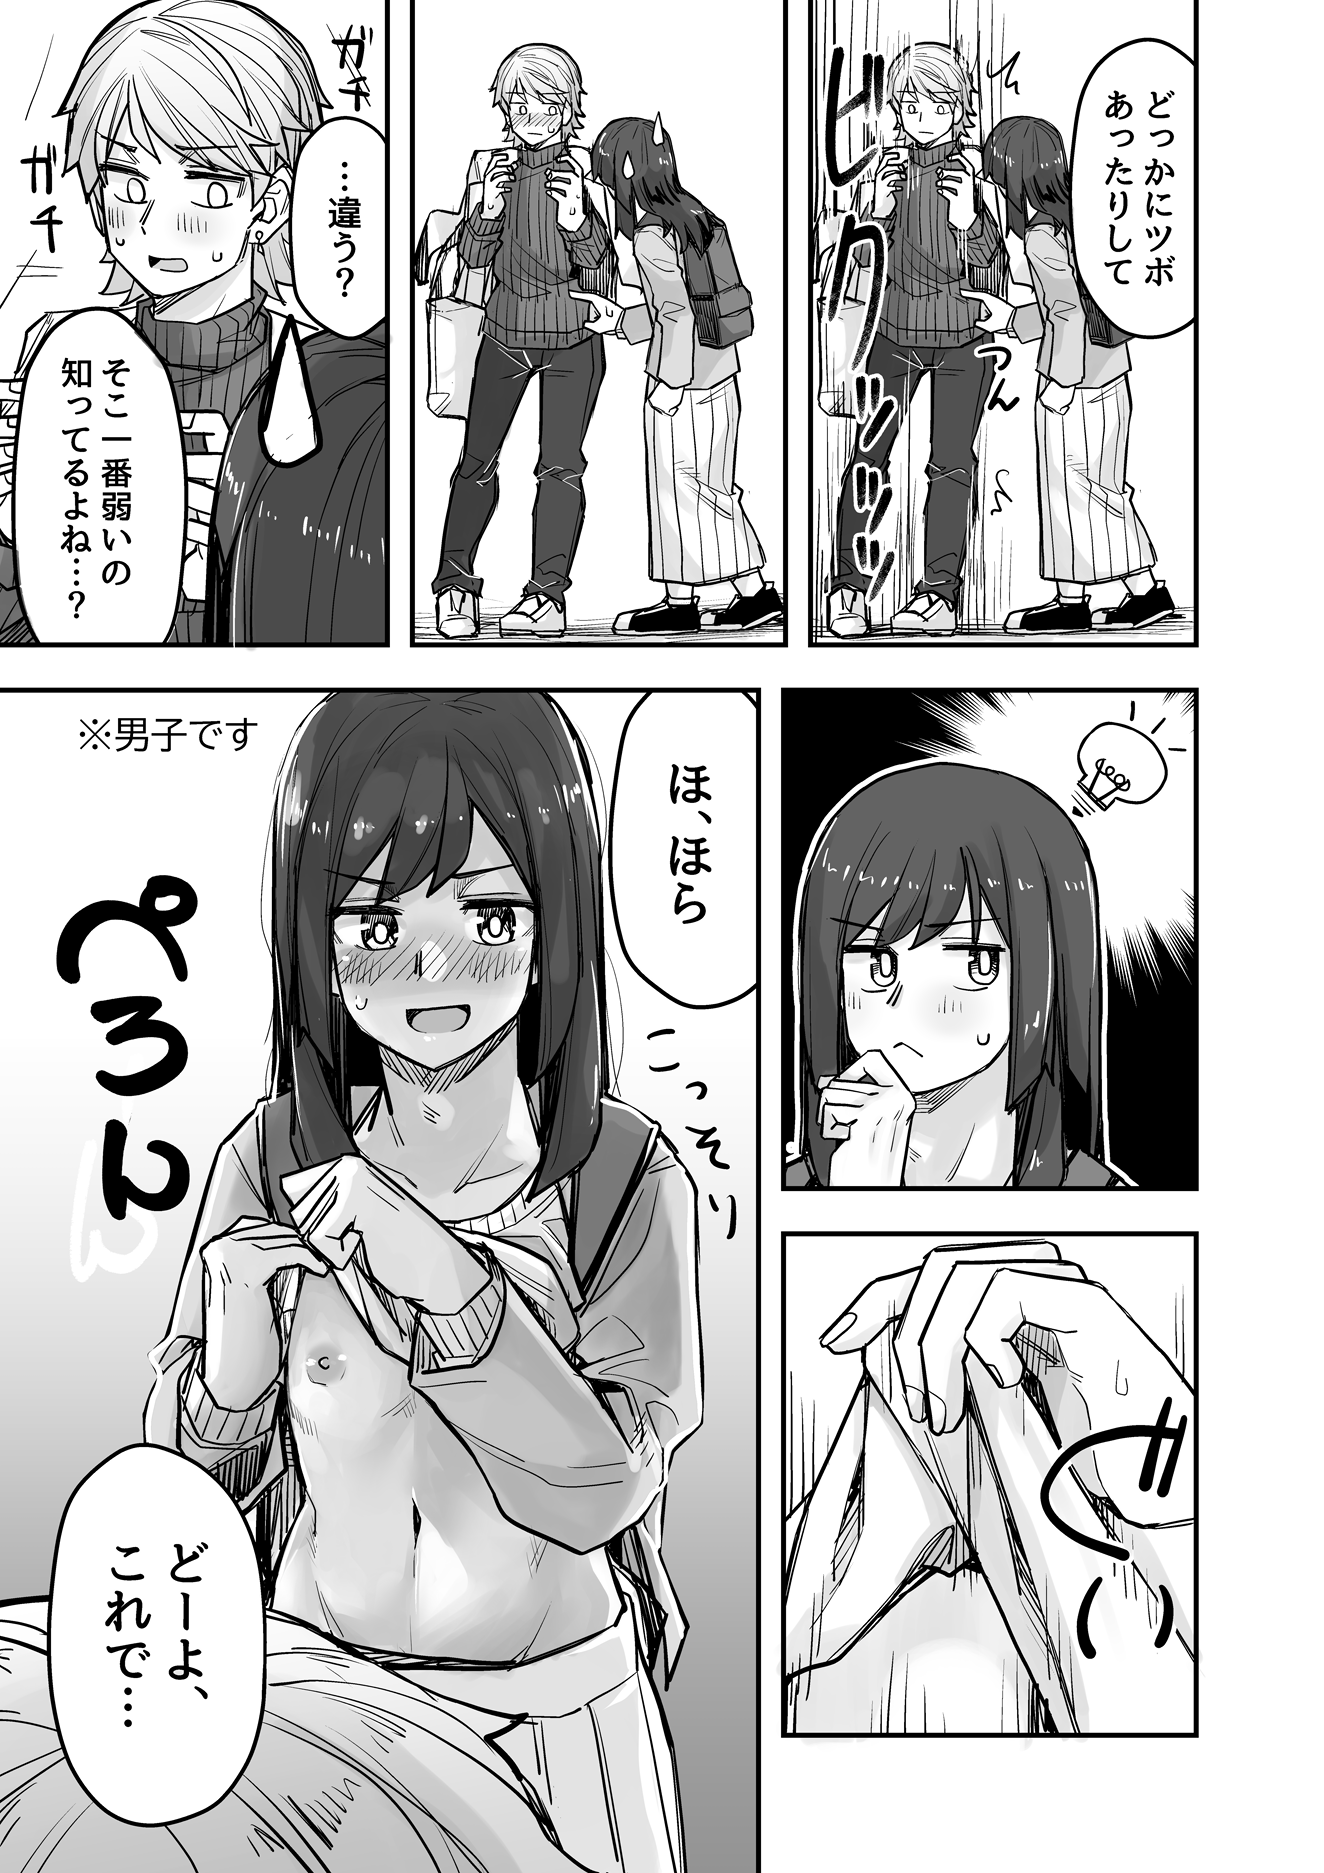 どっかにツボ
あったりして
ビクッッッ
つん
…違う？
ガチ
ガチ
そこ一番弱いの
知ってるよね…？
ほ、ほら
こっそり
※男子です
ぺろん
どーよ、
これで…